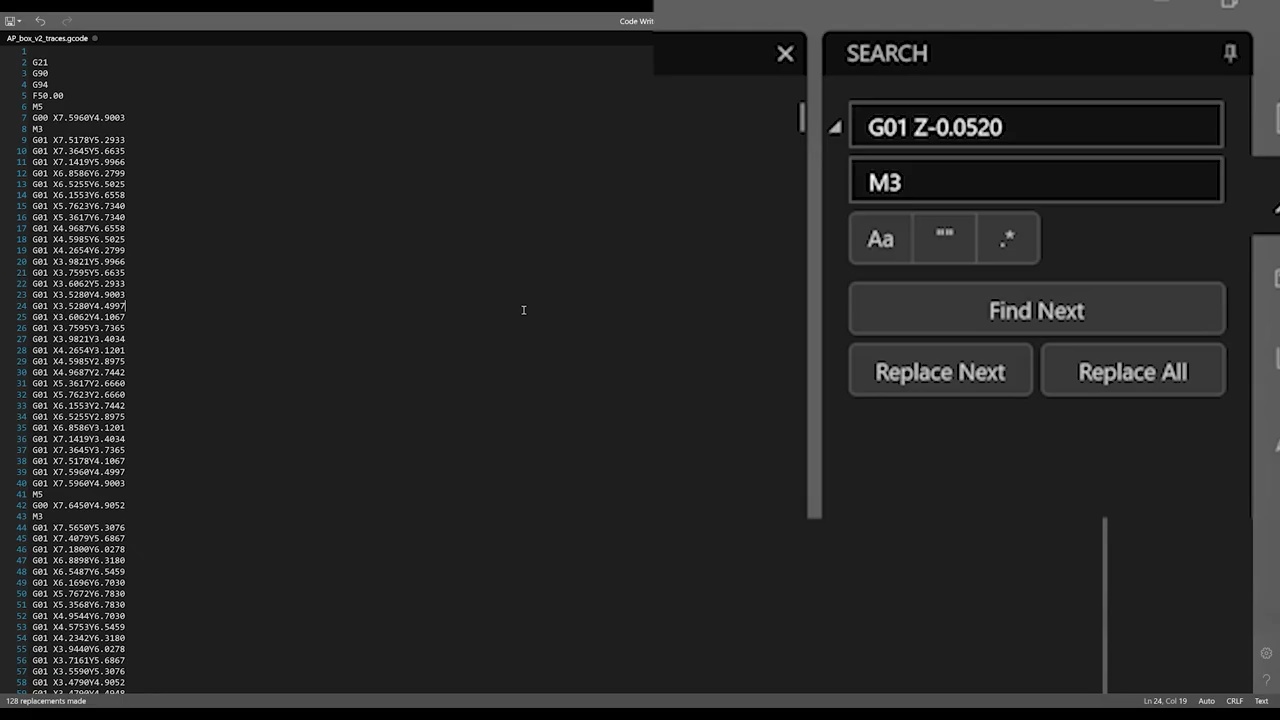 Code Writ
AP_box_v2_traces.gcode
1
2 G21
3 G90
4 G94
5 F50.00
6 M5
7 G00 X7.5960Y4.9003
8 M3
9 G01 X7.5178Y5.2933
10 G01 X7.3645Y5.6635
11 G01 X7.1419Y5.9966
12 G01 X6.8586Y6.2799
13 G01 X6.5255Y6.5025
14 G01 X6.1553Y6.6558
15 G01 X5.7623Y6.7340
16 G01 X5.3617Y6.7340
17 G01 X4.9687Y6.6558
18 G01 X4.5985Y6.5025
19 G01 X4.2654Y6.2799
20 G01 X3.9821Y5.9966
21 G01 X3.7595Y5.6635
22 G01 X3.6062Y5.2933
23 G01 X3.5280Y4.9003
24 G01 X3.5280Y4.4997
25 G01 X3.6062Y4.1067
26 G01 X3.7595Y3.7365
27 G01 X3.9821Y3.4034
28 G01 X4.2654Y3.1201
29 G01 X4.5985Y2.8975
30 G01 X4.9687Y2.7442
31 G01 X5.3617Y2.6660
32 G01 X5.7623Y2.6660
33 G01 X6.1553Y2.7442
34 G01 X6.5255Y2.8975
35 G01 X6.8586Y3.1201
36 G01 X7.1419Y3.4034
37 G01 X7.3645Y3.7365
38 G01 X7.5178Y4.1067
39 G01 X7.5960Y4.4997
40 G01 X7.5960Y4.9003
41 M5
42 G00 X7.6450Y4.9052
43 M3
44 G01 X7.5650Y5.3076
45 G01 X7.4079Y5.6867
46 G01 X7.1800Y6.0278
47 G01 X6.8898Y6.3180
48 G01 X6.5487Y6.5459
49 G01 X6.1696Y6.7030
50 G01 X5.7672Y6.7830
51 G01 X5.3568Y6.7830
52 G01 X4.9544Y6.7030
53 G01 X4.5753Y6.5459
54 G01 X4.2342Y6.3180
55 G01 X3.9440Y6.0278
56 G01 X3.7161Y5.6867
57 G01 X3.5590Y5.3076
58 G01 X3.4790Y4.9052
59 G01 X3.4790Y4.4948
SEARCH
G01 Z-0.0520
M3
Aa "" .*
Find Next
Replace Next Replace All
128 replacements made
Ln 24, Col 19 Auto CRLF Text